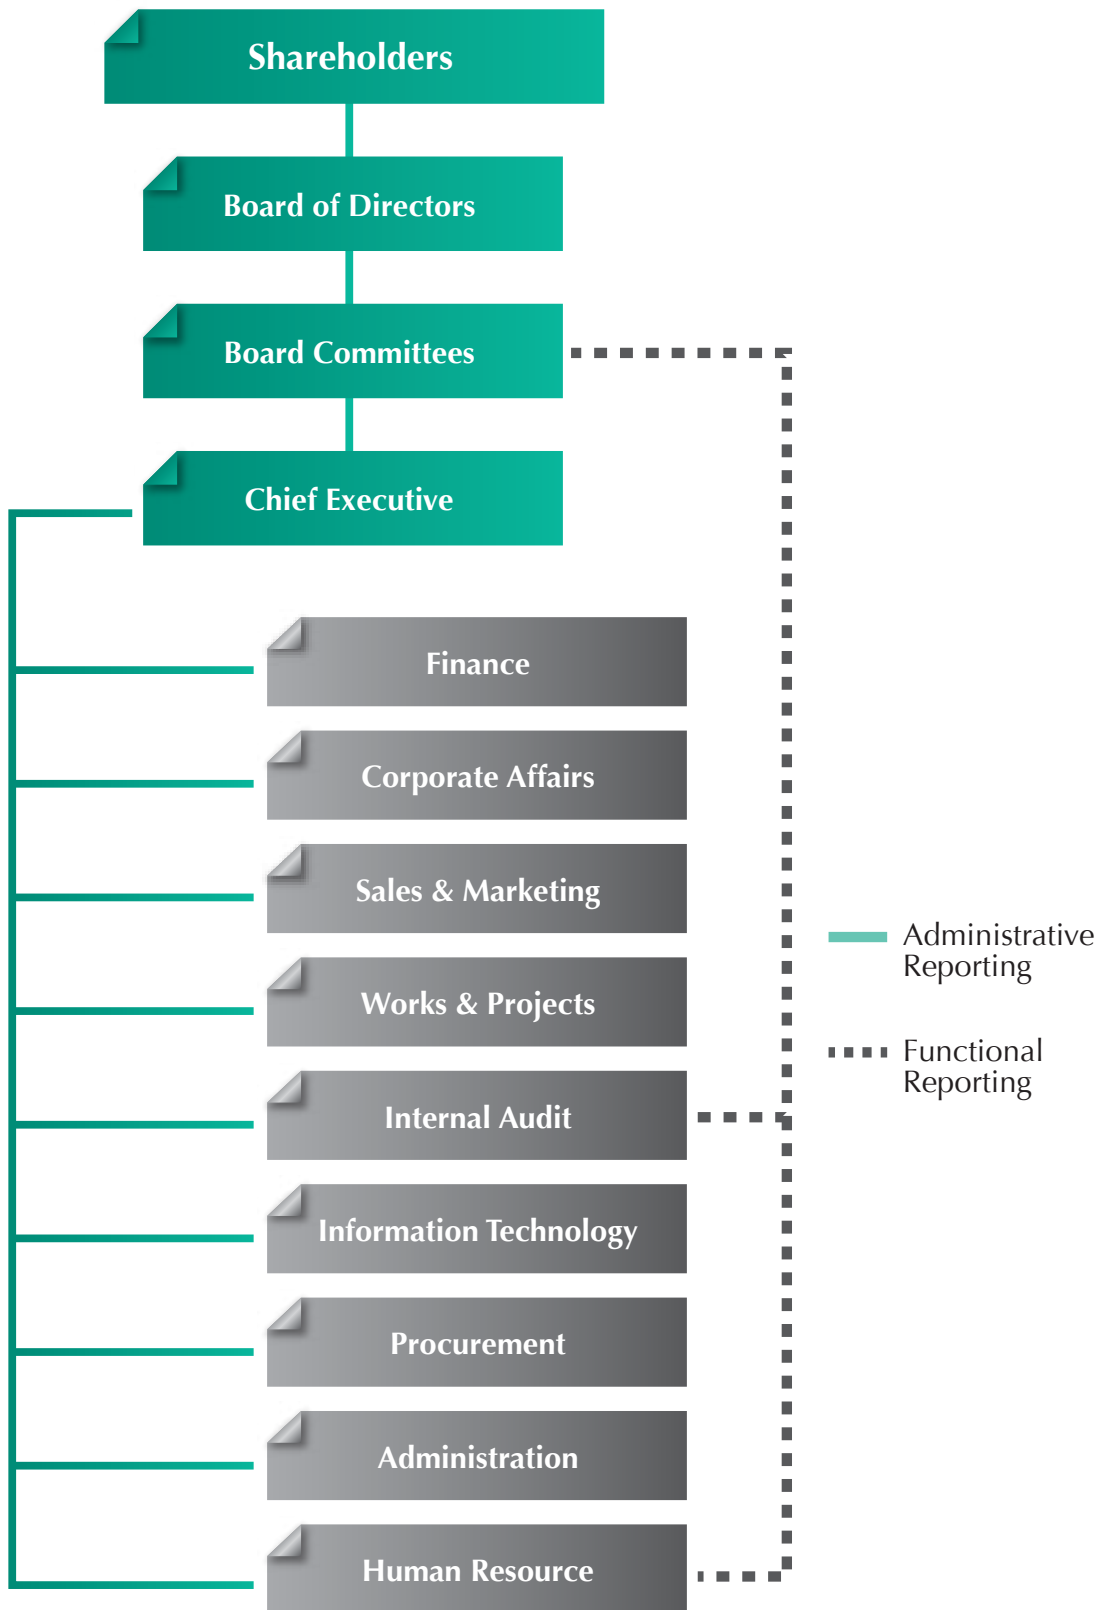 Shareholders
Board of Directors
Board Committees
Chief Executive
Finance
Corporate Affairs
Sales & Marketing
Works & Projects
Internal Audit
Information Technology
Procurement
Administration
Human Resource
Administrative
Reporting
Functional
Reporting